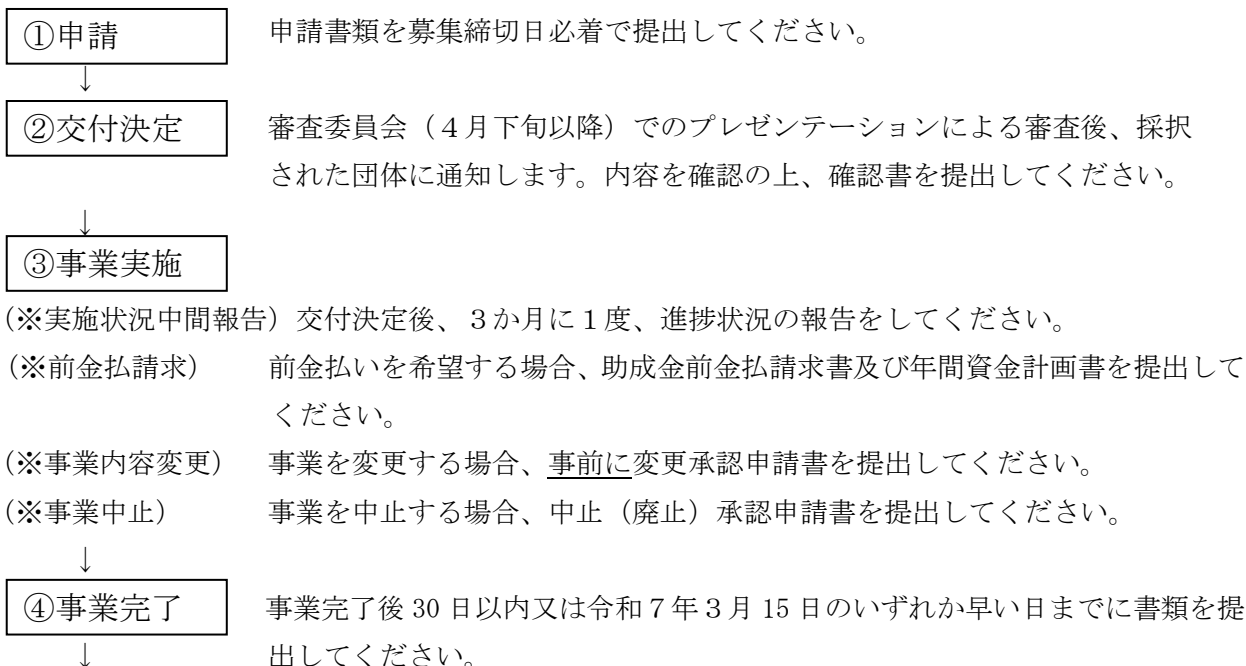 ①申請 申請書類を募集締切日必着で提出してください。
↓
②交付決定 審査委員会（４月下旬以降）でのプレゼンテーションによる審査後、採択
された団体に通知します。内容を確認の上、確認書を提出してください。
↓
③事業実施
(※実施状況中間報告）交付決定後、３か月に１度、進捗状況の報告をしてください。
(※前金払請求） 前金払いを希望する場合、助成金前金払請求書及び年間資金計画書を提出して
ください。
(※事業内容変更） 事業を変更する場合、事前に変更承認申請書を提出してください。
(※事業中止） 事業を中止する場合、中止（廃止）承認申請書を提出してください。
↓
④事業完了 事業完了後 30 日以内又は令和７年３月 15 日のいずれか早い日までに書類を提
↓ 出してください。